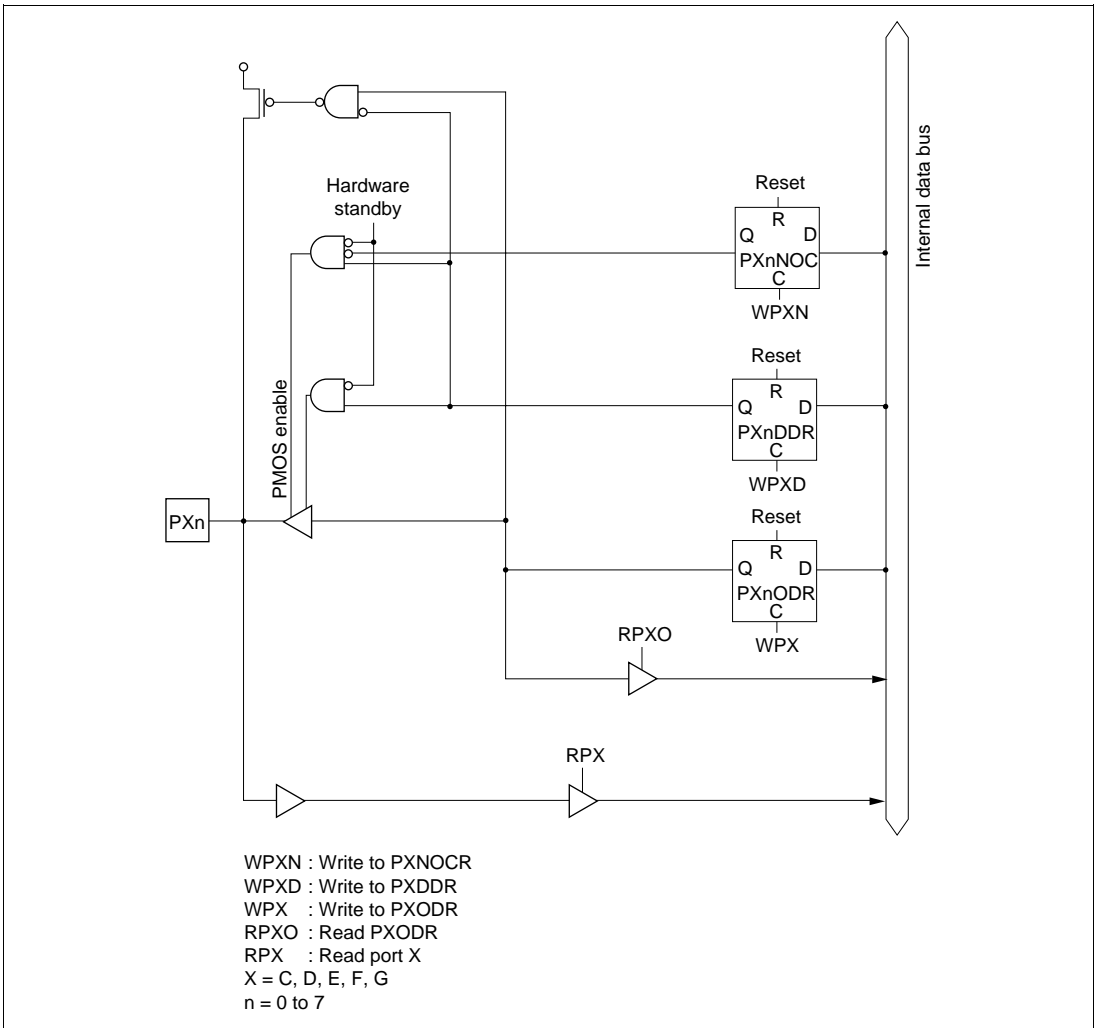 Hardware
standby
Internal data bus
Reset
R
Q D
PXnNOC
C
WPXN
PMOS enable
Reset
R
Q D
PXnDDR
C
WPXD
PXn
Reset
R
Q D
PXnODR
C
WPX
RPXO
RPX
WPXN : Write to PXNOCR
WPXD : Write to PXDDR
WPX : Write to PXODR
RPXO : Read PXODR
RPX : Read port X
X = C, D, E, F, G
n = 0 to 7